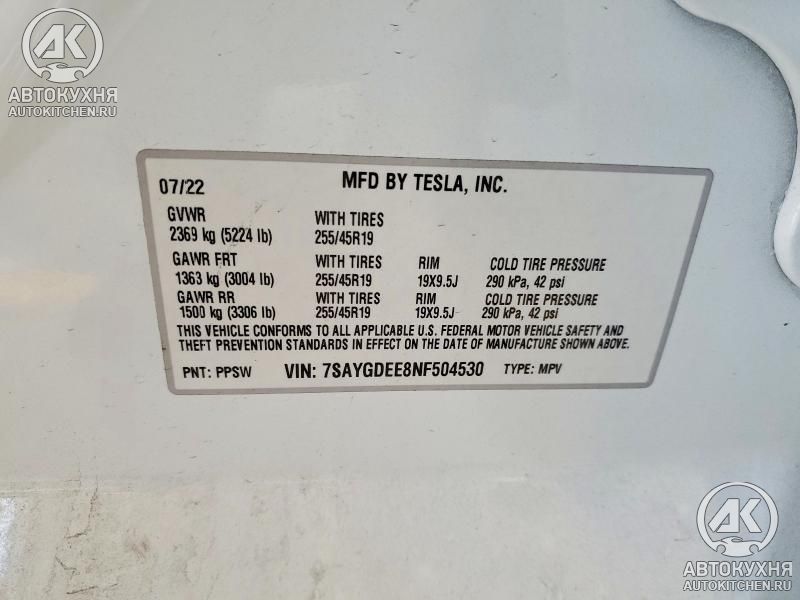 AK
АВТОКУХНЯ
AUTOKITCHEN.RU
07/22 MFD BY TESLA, INC.
GVWR WITH TIRES
2369 kg (5224 lb) 255/45R19
GAWR FRT WITH TIRES RIM COLD TIRE PRESSURE
1363 kg (3004 lb) 255/45R19 19X9.5J 290 kPa, 42 psi
GAWR RR WITH TIRES RIM COLD TIRE PRESSURE
1500 kg (3306 lb) 255/45R19 19X9.5J 290 kPa, 42 psi
THIS VEHICLE CONFORMS TO ALL APPLICABLE U.S. FEDERAL MOTOR VEHICLE SAFETY AND
THEFT PREVENTION STANDARDS IN EFFECT ON THE DATE OF MANUFACTURE SHOWN ABOVE.
PNT: PPSW VIN: 7SAYGDEE8NF504530 TYPE: MPV
AK
АВТОКУХНЯ
AUTOKITCHEN.RU